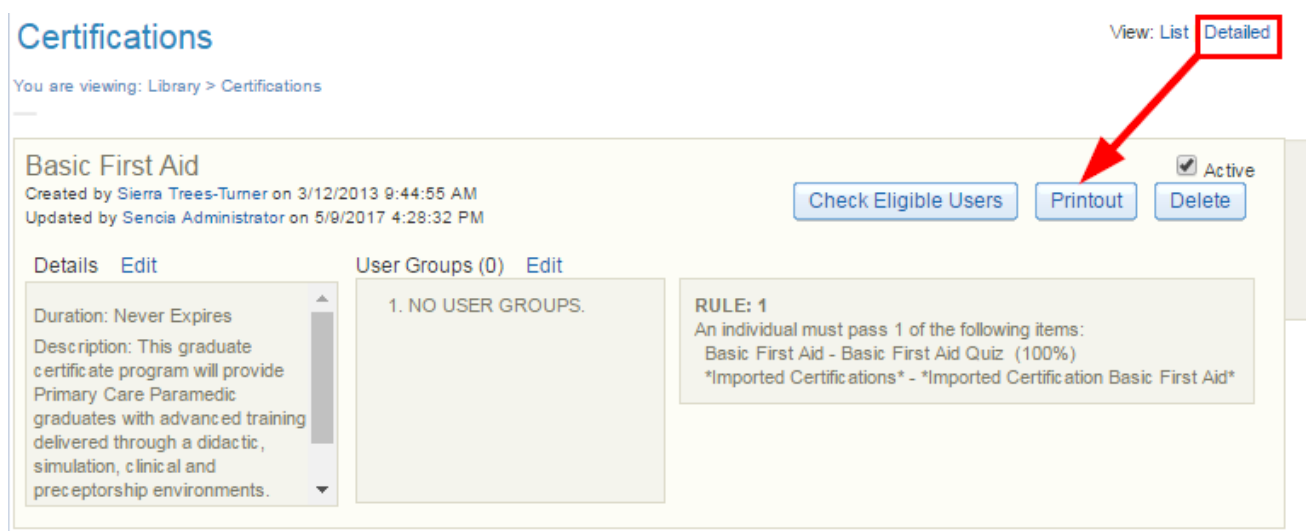 Certifications
View: List Detailed
You are viewing: Library > Certifications
Basic First Aid
Active
Created by Sierra Trees-Turner on 3/12/2013 9:44:55 AM
Updated by Sencia Administrator on 5/9/2017 4:28:32 PM
Check Eligible Users Printout Delete
Details Edit
User Groups (0) Edit
Duration: Never Expires
Description: This graduate
certificate program will provide
Primary Care Paramedic
graduates with advanced training
delivered through a didactic,
simulation, clinical and
preceptorship environments.
1. NO USER GROUPS.
RULE: 1
An individual must pass 1 of the following items:
Basic First Aid - Basic First Aid Quiz (100%)
*Imported Certifications* - *Imported Certification Basic First Aid*